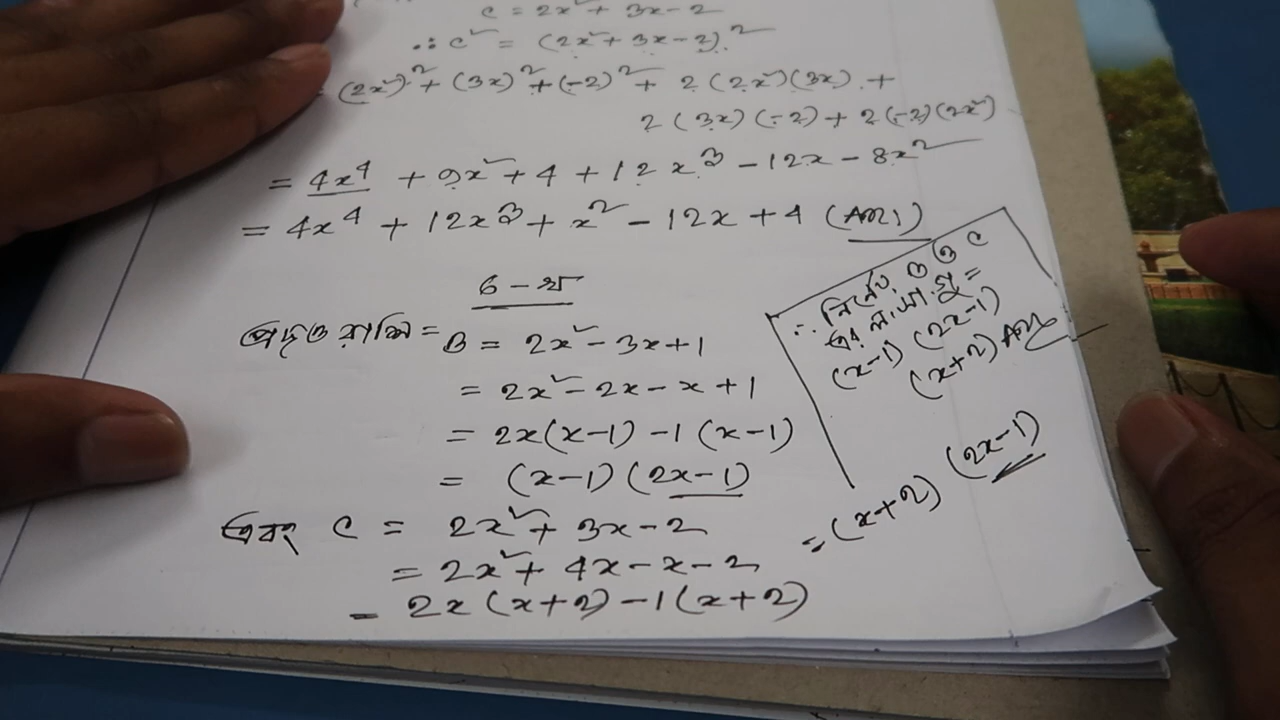 C = 2x² + 3x - 2
∴ C² = (2x² + 3x - 2)²
= (2x²)² + (3x)² + (-2)² + 2(2x²)(3x) +
2(3x)(-2) + 2(-2)(2x²)
= 4x⁴ + 9x² + 4 + 12x³ - 12x - 8x²
= 4x⁴ + 12x³ + x² - 12x + 4 (Ans)
প্রদত্ত রাশি = B = 2x² - 3x + 1
= 2x² - 2x - x + 1
= 2x(x-1) - 1(x-1)
= (x-1)(2x-1)
এবং C = 2x² + 3x - 2
= 2x² + 4x - x - 2
= 2x(x+2) - 1(x+2)
= (x+2)(2x-1)
∴ নির্ণেয় B ও C
এর ল.সা.গু =
(x-1)(2x-1)
(x+2) Ans